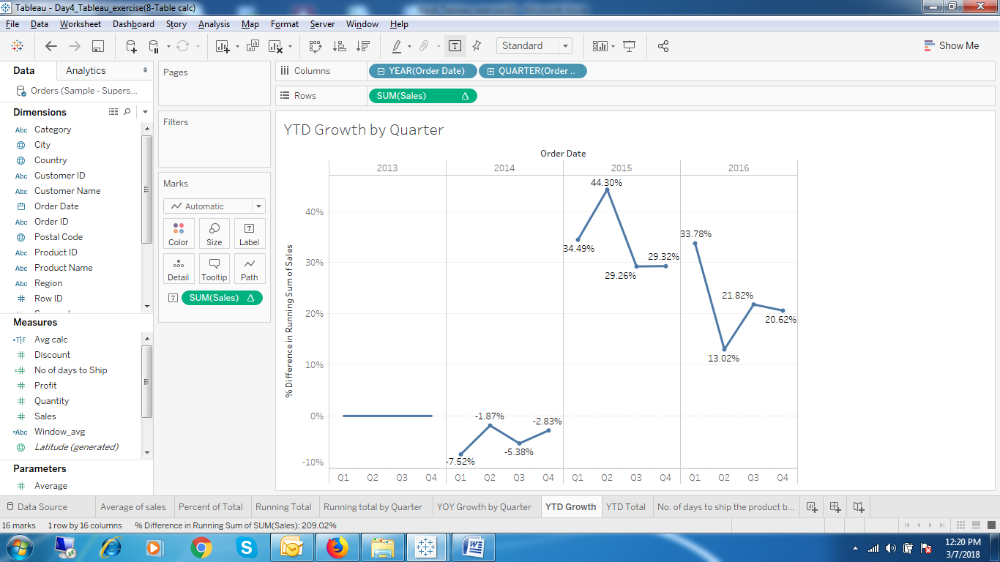 Tableau - Day4_Tableau_exercise(8-Table calc)
File Data Worksheet Dashboard Story Analysis Map Format Server Window Help
Standard
Show Me
Data Analytics
Orders (Sample - Supers...
Dimensions
Abc Category
City
Country
Abc Customer ID
Abc Customer Name
Order Date
Abc Order ID
Postal Code
Abc Product ID
Abc Product Name
Abc Region
# Row ID
Measures
=T|F Avg calc
# Discount
=# No of days to Ship
# Profit
# Quantity
# Sales
=Abc Window_avg
Latitude (generated)
Parameters
# Average
Pages
Filters
Marks
Automatic
Color Size Label
Detail Tooltip Path
SUM(Sales) Δ
Columns YEAR(Order Date) QUARTER(Order ..
Rows SUM(Sales) Δ
YTD Growth by Quarter
Order Date
2013 2014 2015 2016
% Difference in Running Sum of Sales
40%
30%
20%
10%
0%
-10%
-7.52%
-1.87%
-5.38%
-2.83%
34.49%
44.30%
29.26%
29.32%
33.78%
13.02%
21.82%
20.62%
Q1 Q2 Q3 Q4 Q1 Q2 Q3 Q4 Q1 Q2 Q3 Q4 Q1 Q2 Q3 Q4
Data Source Average of sales Percent of Total Running Total Running total by Quarter YOY Growth by Quarter YTD Growth YTD Total No. of days to ship the product b...
16 marks 1 row by 16 columns % Difference in Running Sum of SUM(Sales): 209.02%
12:20 PM
3/7/2018